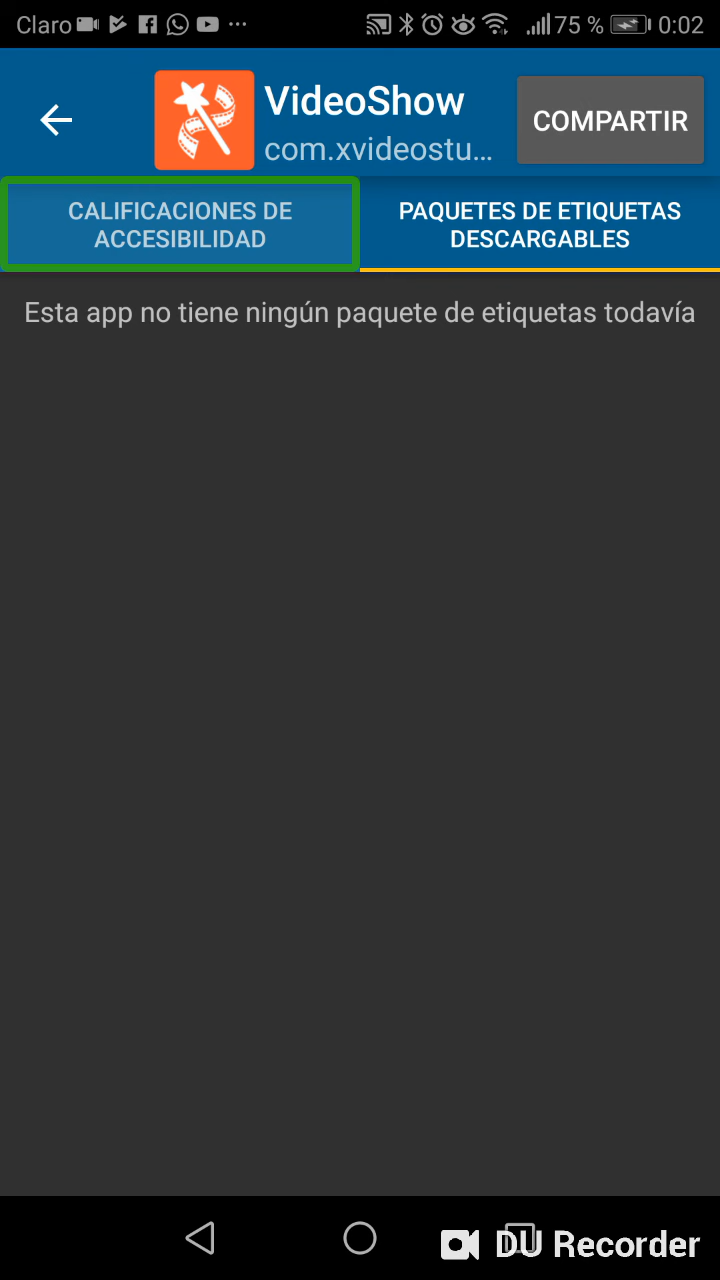 Claro ... 75 % 0:02
VideoShow
com.xvideostu...
COMPARTIR
CALIFICACIONES DE
ACCESIBILIDAD
PAQUETES DE ETIQUETAS
DESCARGABLES
Esta app no tiene ningún paquete de etiquetas todavía
DU Recorder